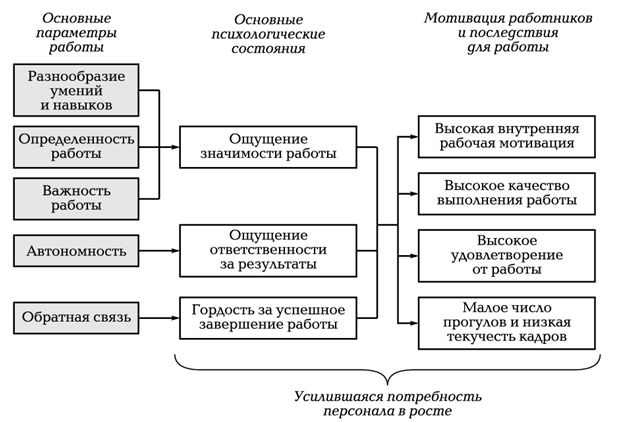 Основные
параметры
работы
Основные
психологические
состояния
Мотивация работников
и последствия
для работы
Разнообразие
умений
и навыков
Определенность
работы
Важность
работы
Автономность
Обратная связь
Ощущение
значимости работы
Ощущение
ответственности
за результаты
Гордость за успешное
завершение работы
Высокая внутренняя
рабочая мотивация
Высокое качество
выполнения работы
Высокое
удовлетворение
от работы
Малое число
прогулов и низкая
текучесть кадров
Усилившаяся потребность
персонала в росте